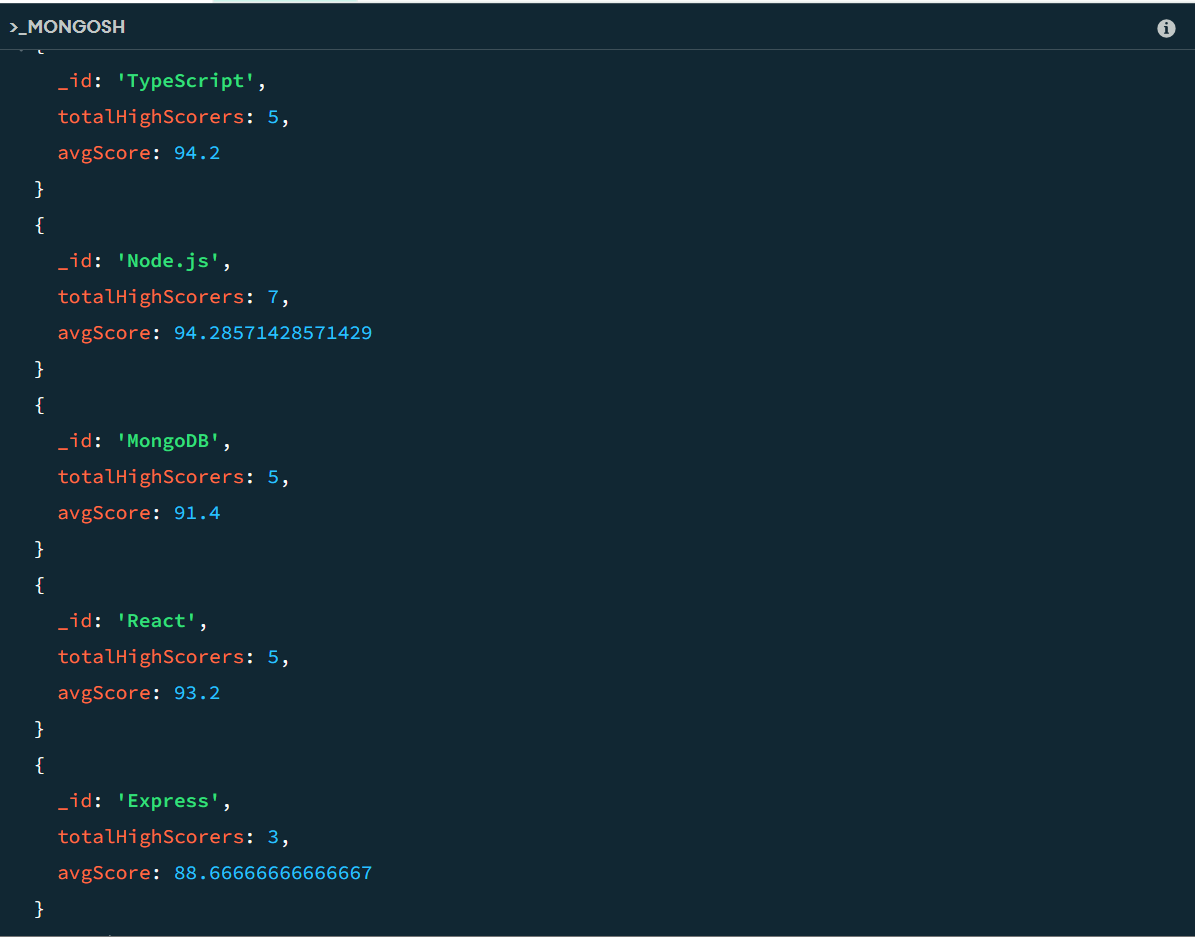 >_MONGOSH
{
_id: 'TypeScript',
totalHighScorers: 5,
avgScore: 94.2
}
{
_id: 'Node.js',
totalHighScorers: 7,
avgScore: 94.28571428571429
}
{
_id: 'MongoDB',
totalHighScorers: 5,
avgScore: 91.4
}
{
_id: 'React',
totalHighScorers: 5,
avgScore: 93.2
}
{
_id: 'Express',
totalHighScorers: 3,
avgScore: 88.66666666666667
}